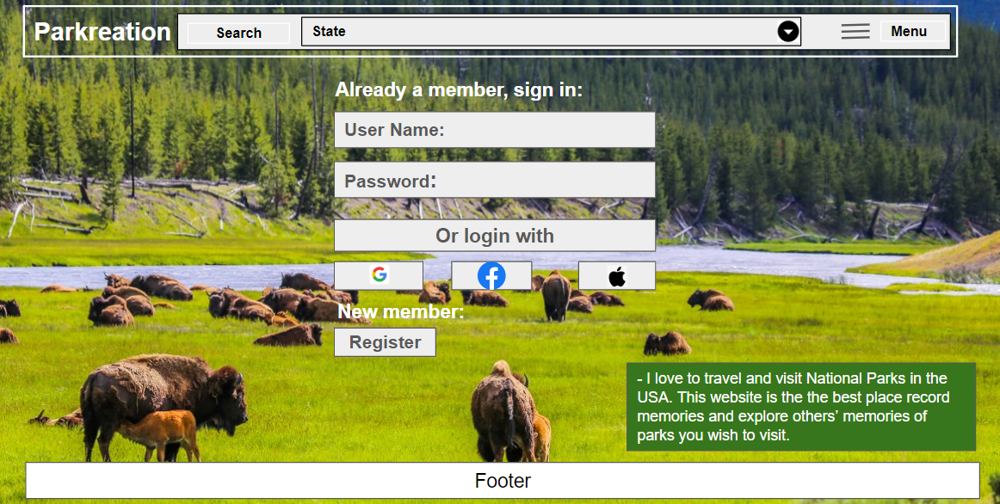 Parkreation
Search
State
Menu
Already a member, sign in:
User Name:
Password:
Or login with
New member:
Register
- I love to travel and visit National Parks in the
USA. This website is the the best place record
memories and explore others’ memories of
parks you wish to visit.
Footer